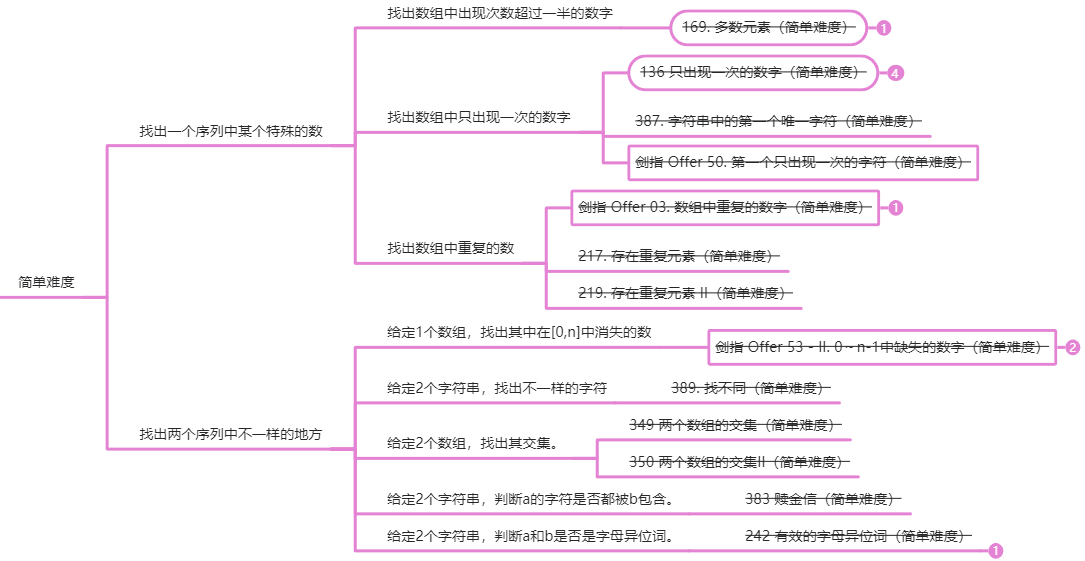 简单难度
找出一个序列中某个特殊的数
找出数组中出现次数超过一半的数字
169. 多数元素（简单难度）
1
找出数组中只出现一次的数字
136 只出现一次的数字（简单难度）
4
387. 字符串中的第一个唯一字符（简单难度）
剑指 Offer 50. 第一个只出现一次的字符（简单难度）
找出数组中重复的数
剑指 Offer 03. 数组中重复的数字（简单难度）
1
217. 存在重复元素（简单难度）
219. 存在重复元素 II（简单难度）
找出两个序列中不一样的地方
给定1个数组，找出其中在[0,n]中消失的数
剑指 Offer 53 - II. 0～n-1中缺失的数字（简单难度）
2
给定2个字符串，找出不一样的字符
389. 找不同（简单难度）
给定2个数组，找出其交集。
349 两个数组的交集（简单难度）
350 两个数组的交集II（简单难度）
给定2个字符串，判断a的字符是否都被b包含。
383 赎金信（简单难度）
给定2个字符串，判断a和b是否是字母异位词。
242 有效的字母异位词（简单难度）
1